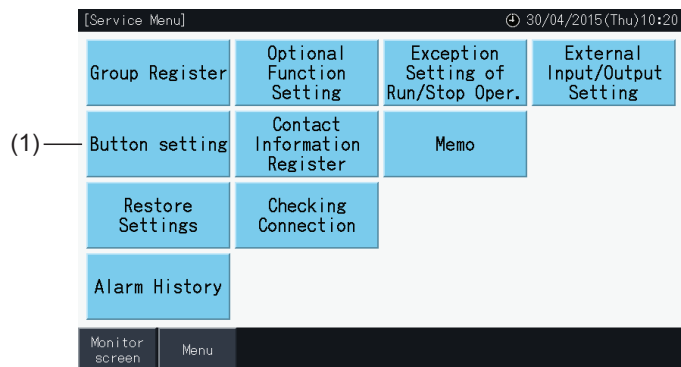 [Service Menu] 30/04/2015(Thu)10:20
Group Register
Optional
Function
Setting
Exception
Setting of
Run/Stop Oper.
External
Input/Output
Setting
(1)
Button setting
Contact
Information
Register
Memo
Restore
Settings
Checking
Connection
Alarm History
Monitor
screen
Menu